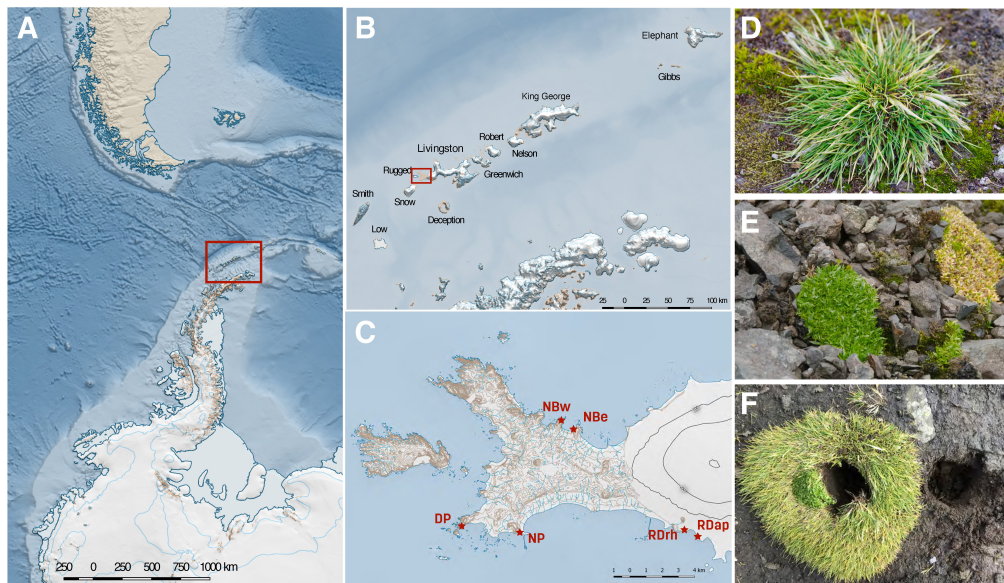 A
250 0 250 500 750 1000 km
B
Elephant
Gibbs
King George
Robert
Nelson
Livingston
Greenwich
Rugged
Snow
Smith
Deception
Low
25 0 25 50 75 100 km
C
NBw
NBe
DP
NP
RDrh
RDap
1 0 1 2 3 4 km
D
E
F